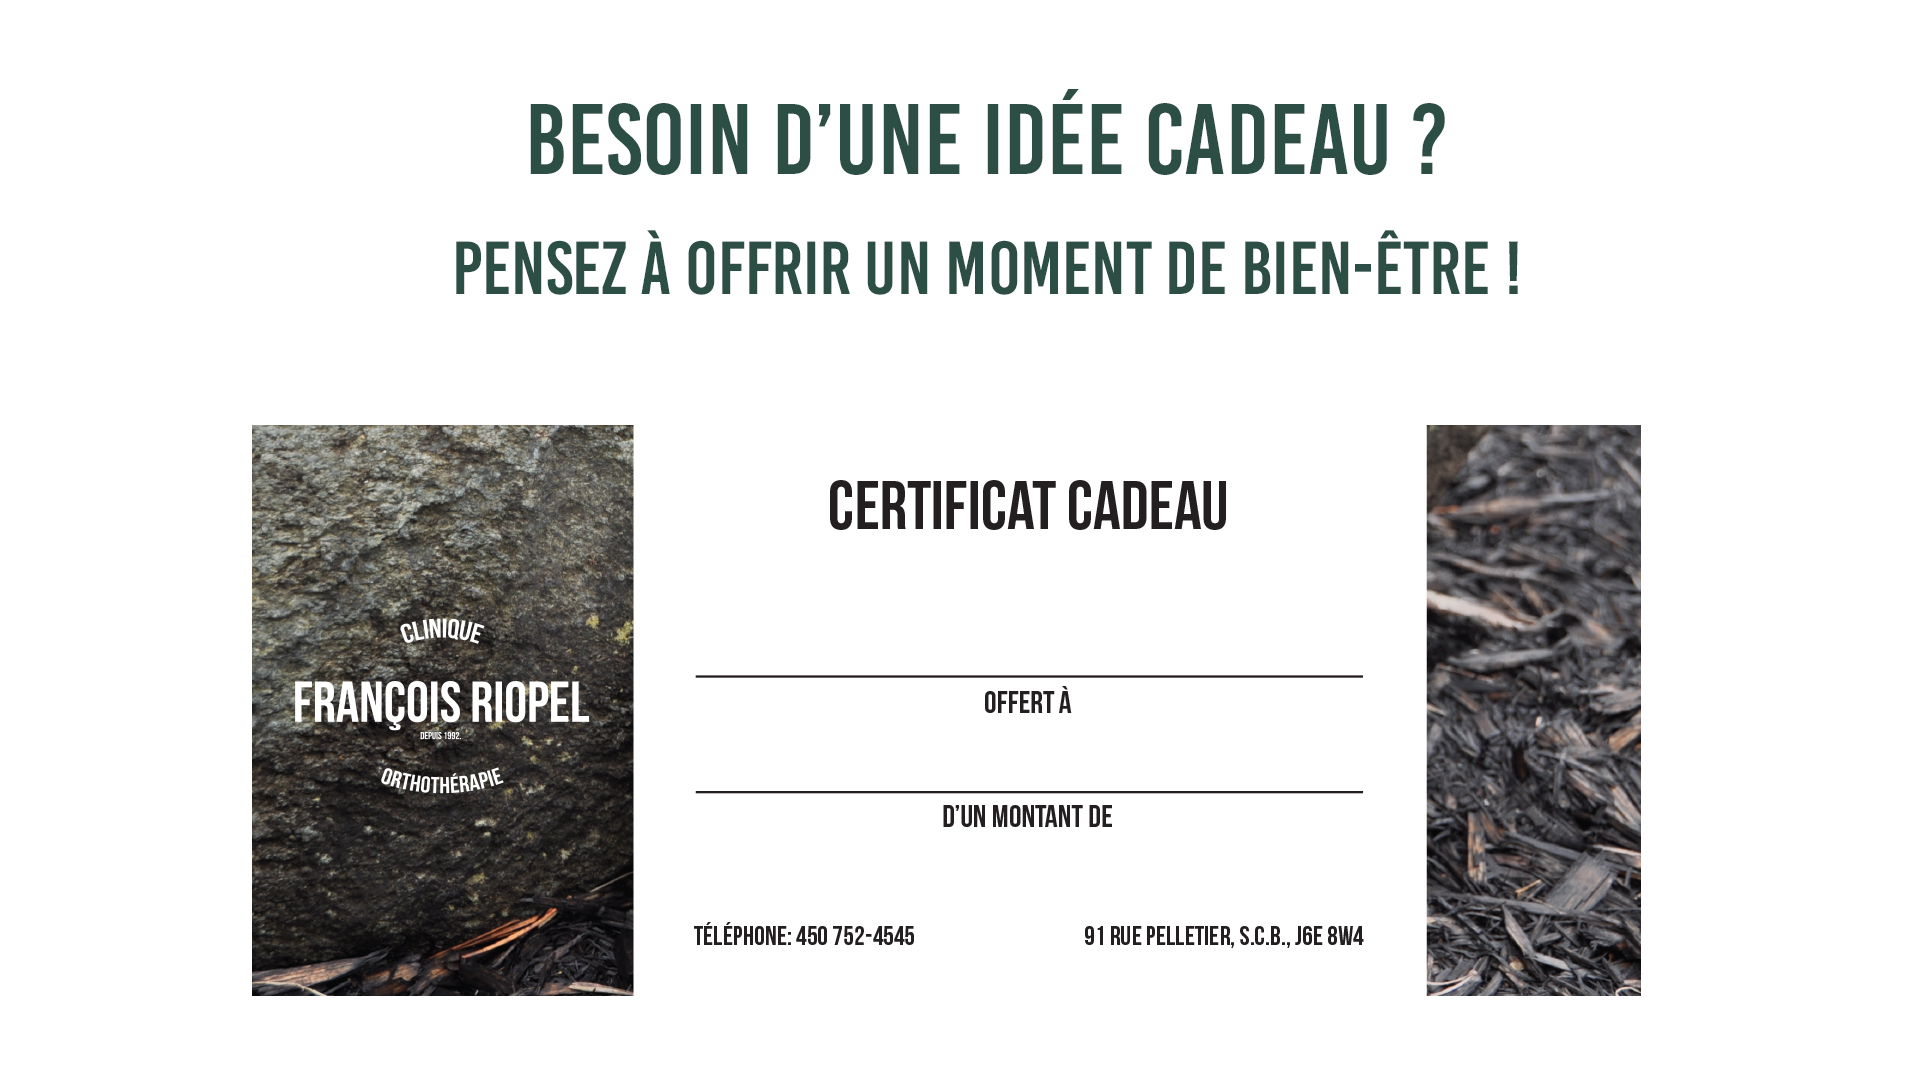 BESOIN D’UNE IDÉE CADEAU ?
PENSEZ À OFFRIR UN MOMENT DE BIEN-ÊTRE !
CLINIQUE
FRANÇOIS RIOPEL
DEPUIS 1992.
ORTHOTHÉRAPIE
CERTIFICAT CADEAU
OFFERT À
D’UN MONTANT DE
TÉLÉPHONE: 450 752-4545
91 RUE PELLETIER, S.C.B., J6E 8W4